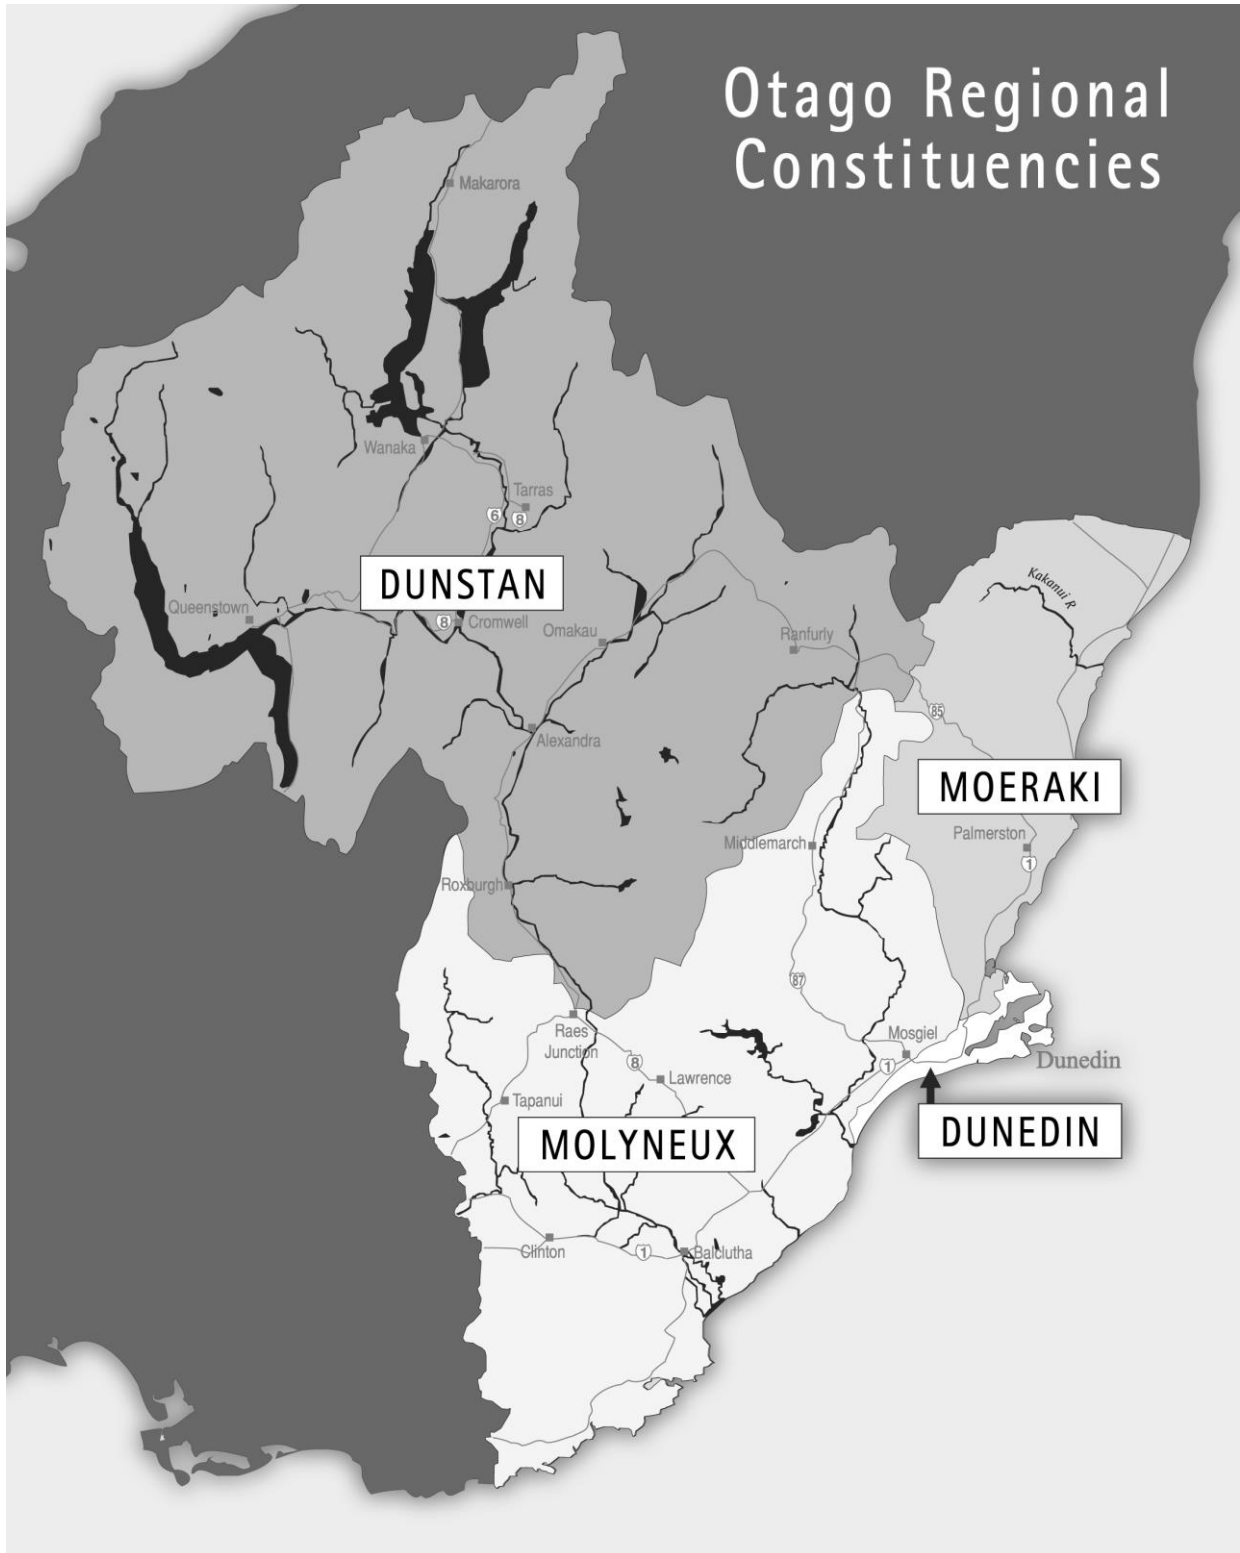 Otago Regional
Constituencies
Makarora
Wanaka
Tarras
6
8
DUNSTAN
Kakanui R
Queenstown
8
Cromwell
Omakau
Ranfurly
85
Alexandra
MOERAKI
Palmerston
Middlemarch
1
Roxburgh
87
Raes
Junction
Mosgiel
Dunedin
8
1
Lawrence
Tapanui
DUNEDIN
MOLYNEUX
Clinton
1
Balclutha